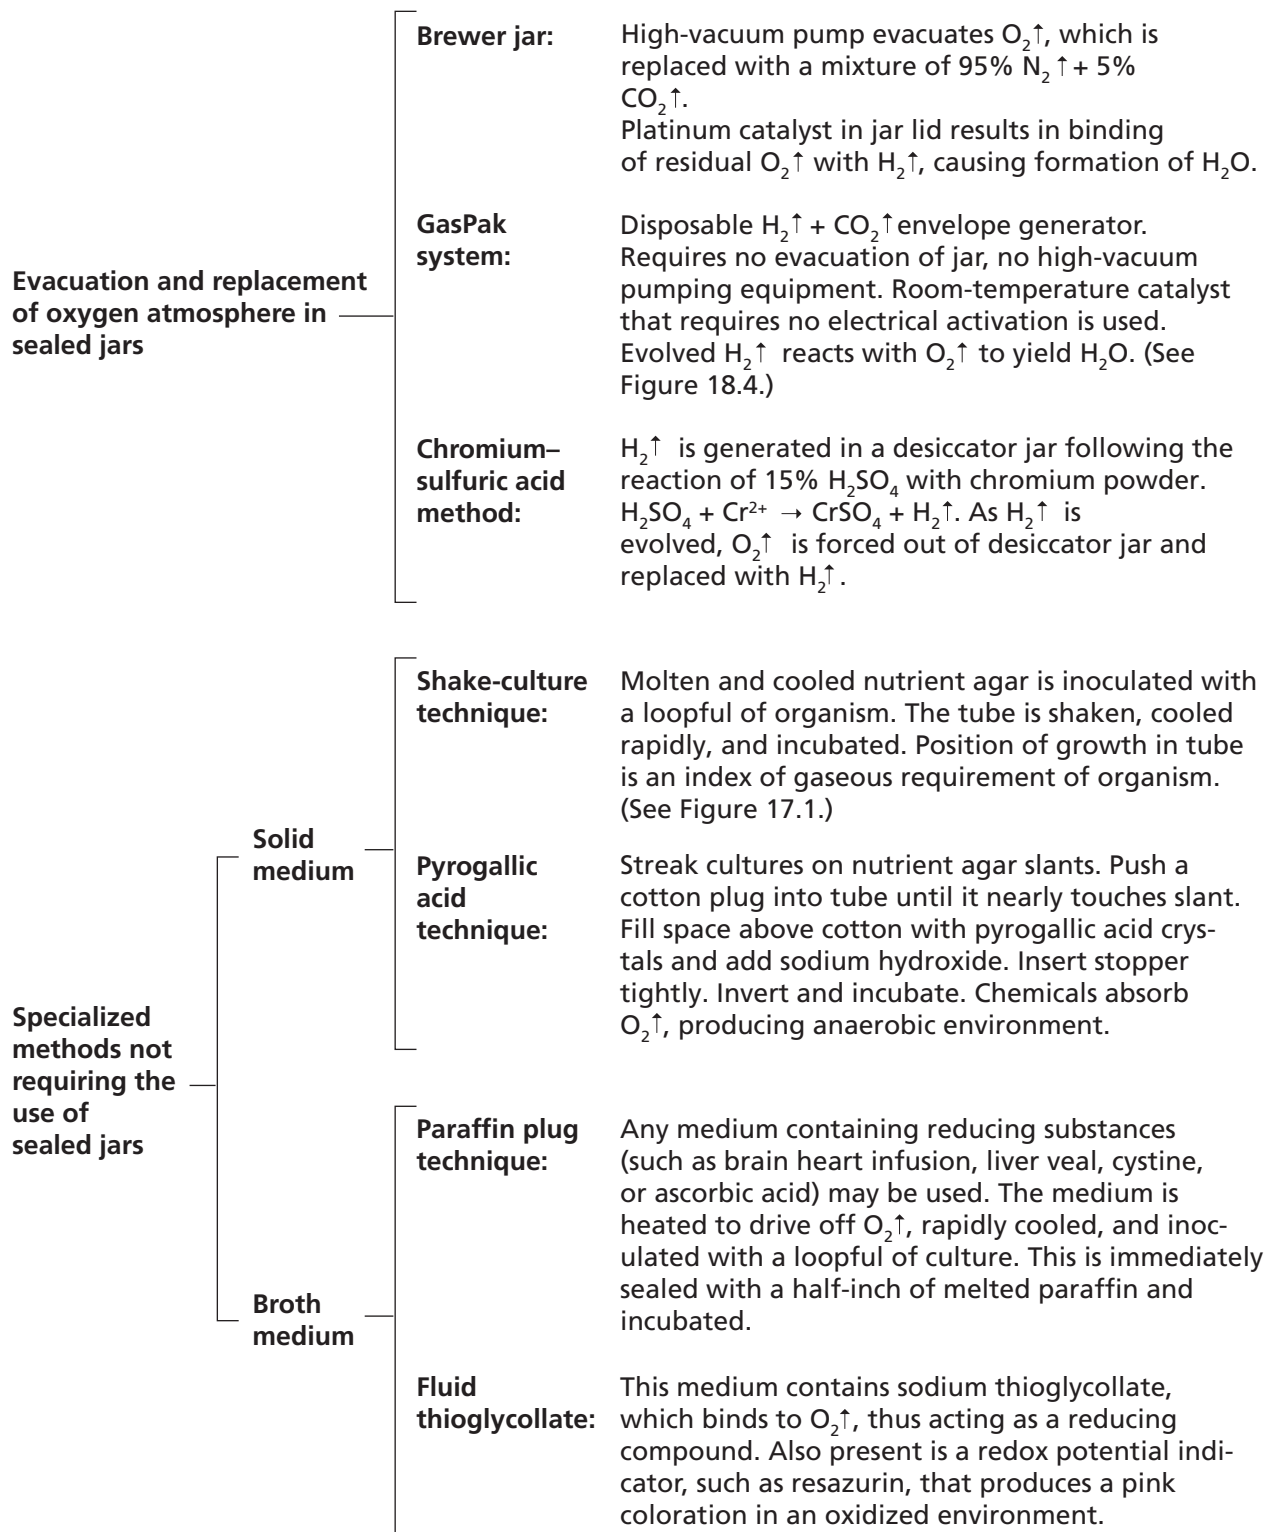 Evacuation and replacement
of oxygen atmosphere in
sealed jars
Brewer jar:
High-vacuum pump evacuates O₂↑, which is
replaced with a mixture of 95% N₂↑ + 5%
CO₂↑.
Platinum catalyst in jar lid results in binding
of residual O₂↑ with H₂↑, causing formation of H₂O.
GasPak
system:
Disposable H₂↑ + CO₂↑ envelope generator.
Requires no evacuation of jar, no high-vacuum
pumping equipment. Room-temperature catalyst
that requires no electrical activation is used.
Evolved H₂↑ reacts with O₂↑ to yield H₂O. (See
Figure 18.4.)
Chromium–
sulfuric acid
method:
H₂↑ is generated in a desiccator jar following the
reaction of 15% H₂SO₄ with chromium powder.
H₂SO₄ + Cr²⁺ → CrSO₄ + H₂↑. As H₂↑ is
evolved, O₂↑ is forced out of desiccator jar and
replaced with H₂↑.
Specialized
methods not
requiring the
use of
sealed jars
Solid
medium
Shake-culture
technique:
Molten and cooled nutrient agar is inoculated with
a loopful of organism. The tube is shaken, cooled
rapidly, and incubated. Position of growth in tube
is an index of gaseous requirement of organism.
(See Figure 17.1.)
Pyrogallic
acid
technique:
Streak cultures on nutrient agar slants. Push a
cotton plug into tube until it nearly touches slant.
Fill space above cotton with pyrogallic acid crys-
tals and add sodium hydroxide. Insert stopper
tightly. Invert and incubate. Chemicals absorb
O₂↑, producing anaerobic environment.
Broth
medium
Paraffin plug
technique:
Any medium containing reducing substances
(such as brain heart infusion, liver veal, cystine,
or ascorbic acid) may be used. The medium is
heated to drive off O₂↑, rapidly cooled, and inoc-
ulated with a loopful of culture. This is immediately
sealed with a half-inch of melted paraffin and
incubated.
Fluid
thioglycollate:
This medium contains sodium thioglycollate,
which binds to O₂↑, thus acting as a reducing
compound. Also present is a redox potential indi-
cator, such as resazurin, that produces a pink
coloration in an oxidized environment.